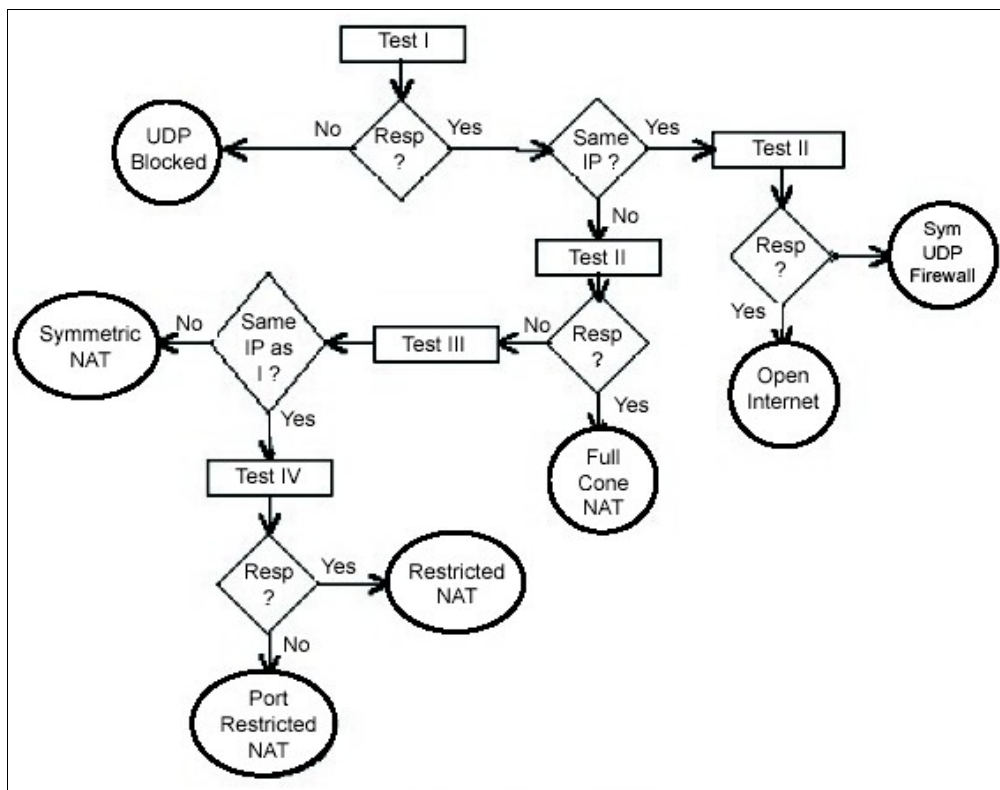 Test I
No
Resp
?
Yes
Same
IP ?
Yes
Test II
UDP
Blocked
No
Test II
Resp
?
Sym
UDP
Firewall
Yes
Open
Internet
Symmetric
NAT
No
Same
IP as
I ?
Test III
No
Resp
?
Yes
Full
Cone
NAT
Yes
Test IV
Resp
?
Yes
Restricted
NAT
No
Port
Restricted
NAT